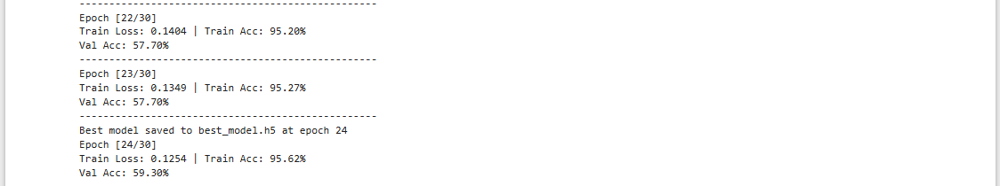 --------------------------------------------------
Epoch [22/30]
Train Loss: 0.1404 | Train Acc: 95.20%
Val Acc: 57.70%
--------------------------------------------------
Epoch [23/30]
Train Loss: 0.1349 | Train Acc: 95.27%
Val Acc: 57.70%
--------------------------------------------------
Best model saved to best_model.h5 at epoch 24
Epoch [24/30]
Train Loss: 0.1254 | Train Acc: 95.62%
Val Acc: 59.30%